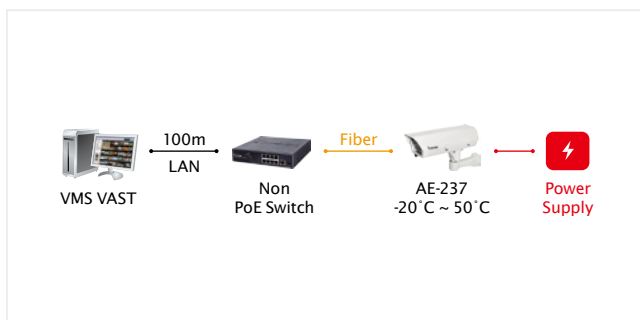 100m
LAN
VMS VAST
Non
PoE Switch
Fiber
AE-237
-20˚C ~ 50˚C
Power
Supply